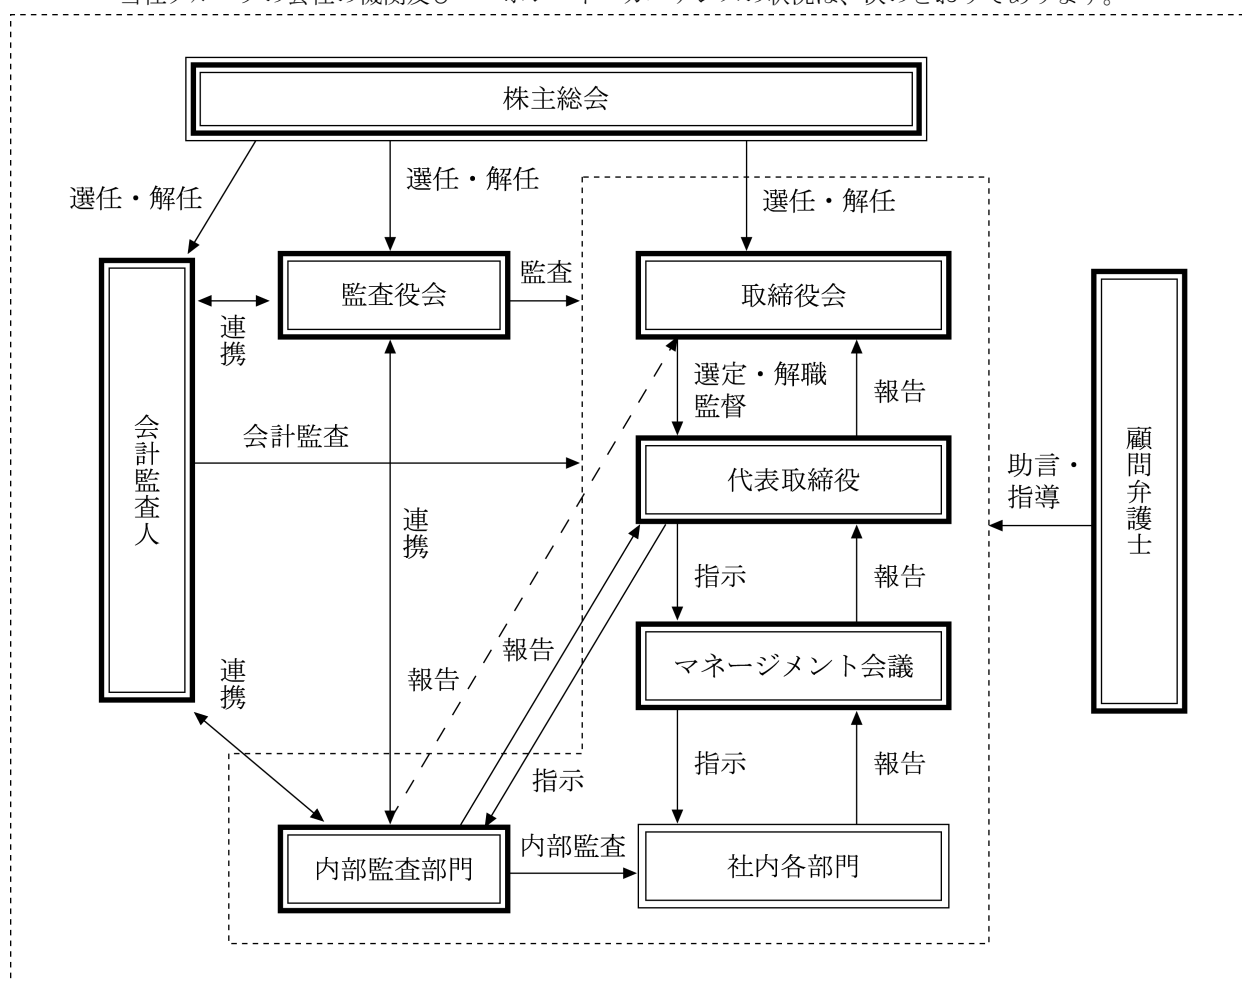 株主総会
選任・解任
選任・解任
選任・解任
監査役会
監査
取締役会
連携
選定・解職
監督
報告
会計監査人
会計監査
代表取締役
顧問弁護士
助言・
指導
連携
指示
報告
報告
報告
マネージメント会議
連携
指示
指示
報告
内部監査部門
内部監査
社内各部門